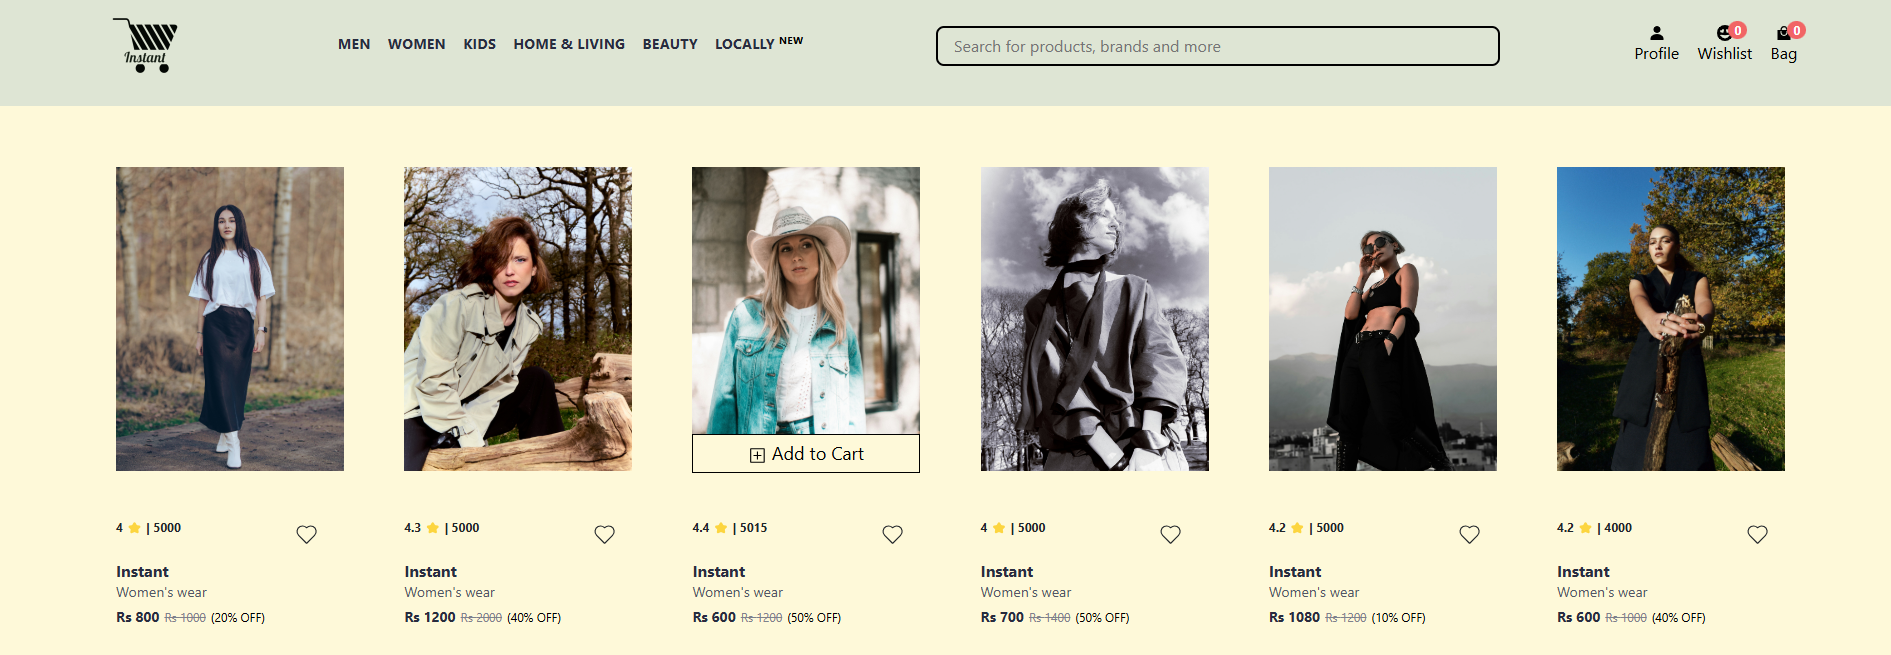 Instant
MEN WOMEN KIDS HOME & LIVING BEAUTY LOCALLY NEW
Search for products, brands and more
0 0
Profile Wishlist Bag
Add to Cart
4 | 5000
4.3 | 5000
4.4 | 5015
4 | 5000
4.2 | 5000
4.2 | 4000
Instant Instant Instant Instant Instant Instant
Women's wear Women's wear Women's wear Women's wear Women's wear Women's wear
Rs 800 Rs 1000 (20% OFF)
Rs 1200 Rs 2000 (40% OFF)
Rs 600 Rs 1200 (50% OFF)
Rs 700 Rs 1400 (50% OFF)
Rs 1080 Rs 1200 (10% OFF)
Rs 600 Rs 1000 (40% OFF)